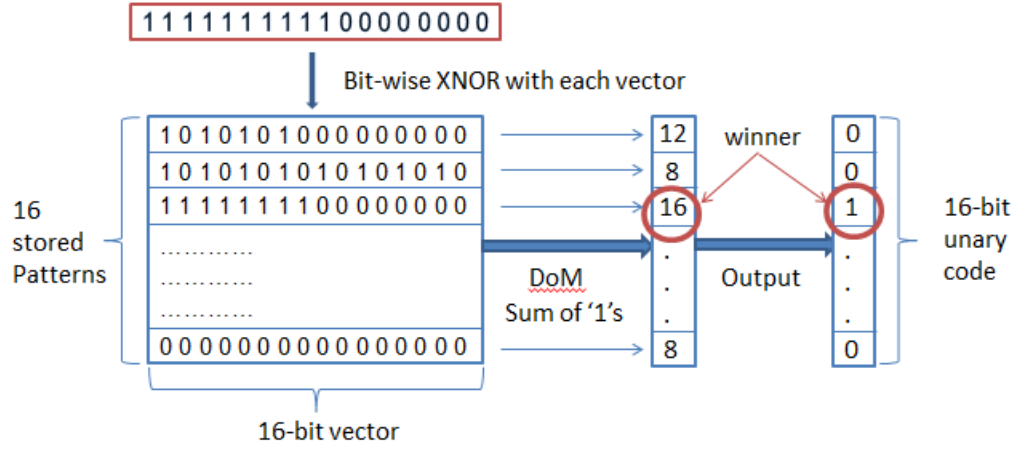 1 1 1 1 1 1 1 1 1 1 0 0 0 0 0 0 0 0
Bit-wise XNOR with each vector
1 0 1 0 1 0 1 0 0 0 0 0 0 0 0 0
12
winner
0
1 0 1 0 1 0 1 0 1 0 1 0 1 0 1 0
8
0
1 1 1 1 1 1 1 1 0 0 0 0 0 0 0 0
16
1
16
stored
Patterns
…………
…………
…………
.
.
.
.
.
.
DoM
Sum of '1's
Output
16-bit
unary
code
0 0 0 0 0 0 0 0 0 0 0 0 0 0 0 0
8
0
16-bit vector